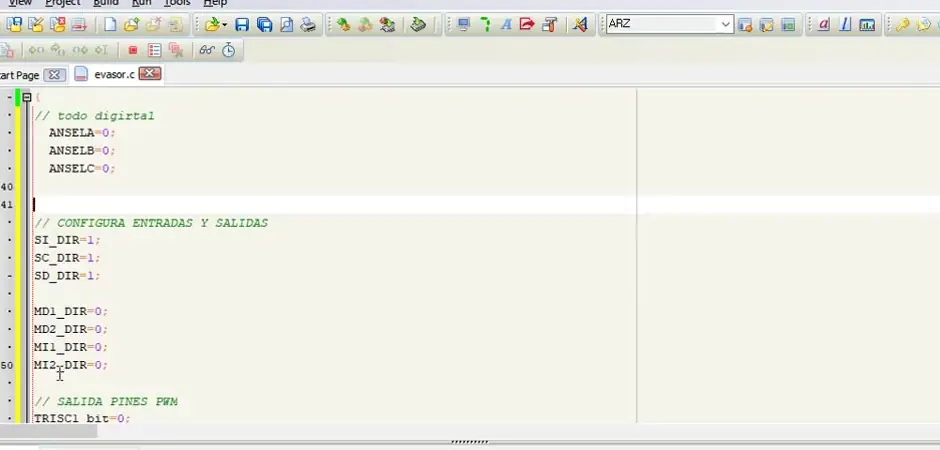 View Project Build Run Tools Help
ARZ
Start Page evasor.c
{
// todo digirtal
ANSELA=0;
ANSELB=0;
ANSELC=0;
40
41
// CONFIGURA ENTRADAS Y SALIDAS
SI_DIR=1;
SC_DIR=1;
SD_DIR=1;
MD1_DIR=0;
MD2_DIR=0;
MI1_DIR=0;
50 MI2_DIR=0;
// SALIDA PINES PWM
TRISC1_bit=0;